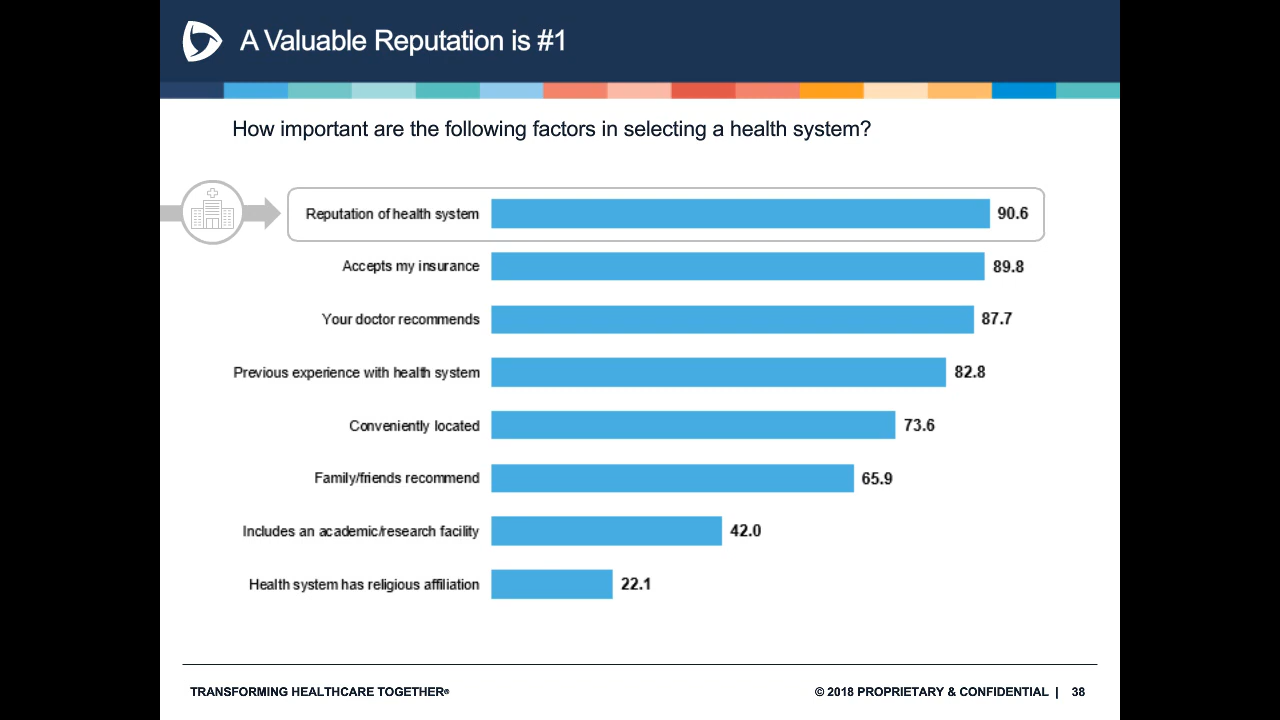 A Valuable Reputation is #1
How important are the following factors in selecting a health system?
Reputation of health system 90.6
Accepts my insurance 89.8
Your doctor recommends 87.7
Previous experience with health system 82.8
Conveniently located 73.6
Family/friends recommend 65.9
Includes an academic/research facility 42.0
Health system has religious affiliation 22.1
TRANSFORMING HEALTHCARE TOGETHER® © 2018 PROPRIETARY & CONFIDENTIAL | 38